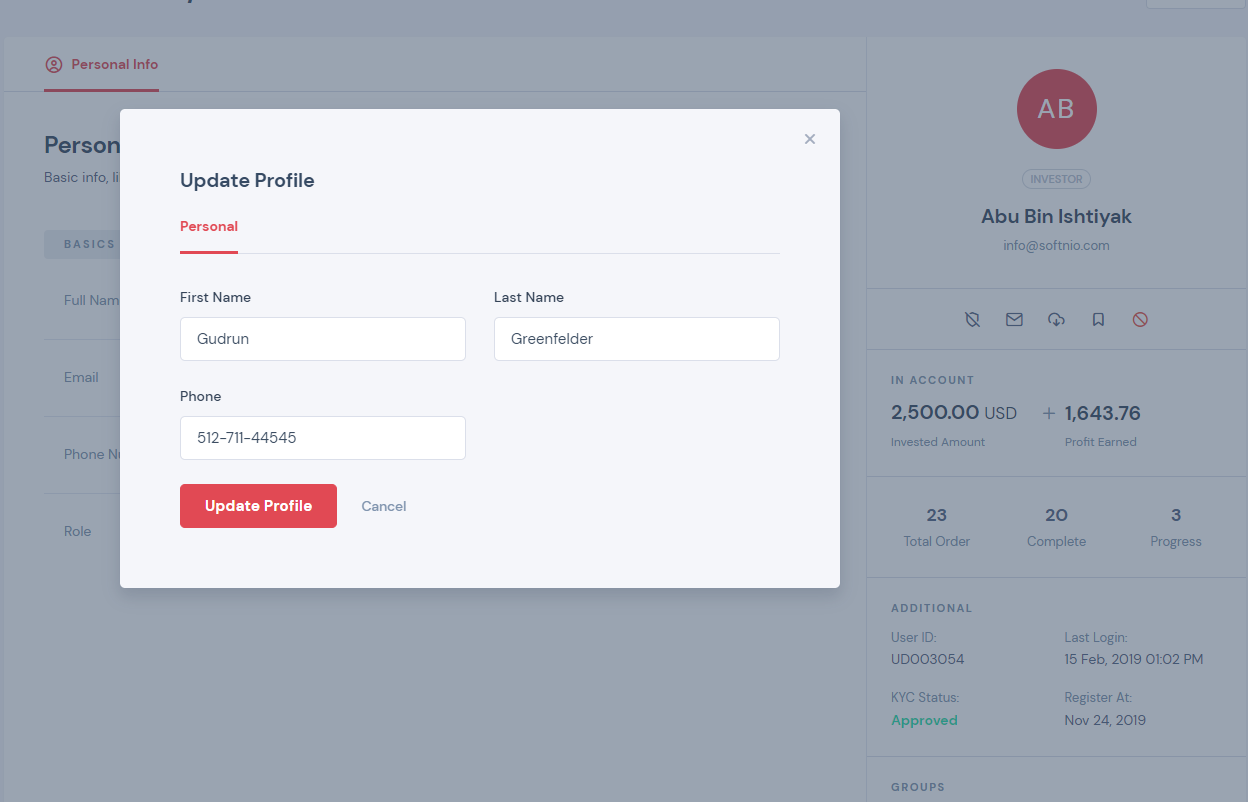 Personal Info
Person
Basic info, li
BASICS
Full Nam
Email
Phone Nu
Role
Update Profile
Personal
First Name
Last Name
Gudrun
Greenfelder
Phone
512-711-44545
Update Profile
Cancel
AB
INVESTOR
Abu Bin Ishtiyak
info@softnio.com
IN ACCOUNT
2,500.00 USD
+ 1,643.76
Invested Amount
Profit Earned
23
20
3
Total Order
Complete
Progress
ADDITIONAL
User ID:
Last Login:
UD003054
15 Feb, 2019 01:02 PM
KYC Status:
Register At:
Approved
Nov 24, 2019
GROUPS